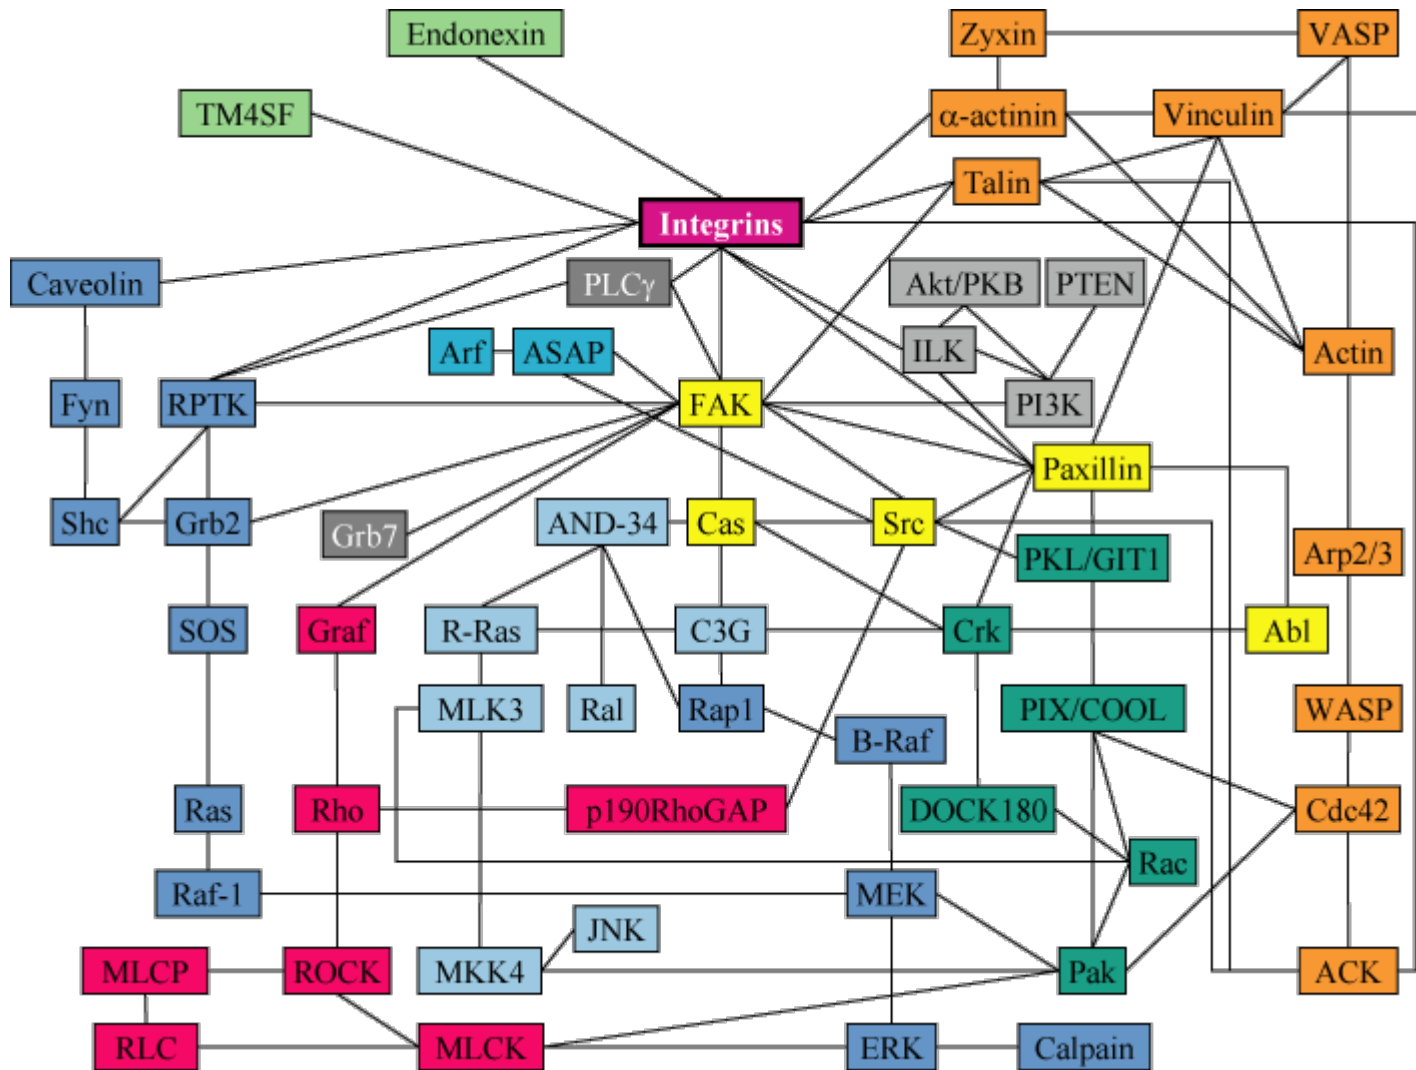 Endonexin
Zyxin
VASP
TM4SF
α-actinin
Vinculin
Talin
Integrins
Caveolin
PLCγ
Akt/PKB
PTEN
Arf
ASAP
ILK
Actin
Fyn
RPTK
FAK
PI3K
Paxillin
Shc
Grb2
Grb7
AND-34
Cas
Src
PKL/GIT1
Arp2/3
SOS
Graf
R-Ras
C3G
Crk
Abl
MLK3
Ral
Rap1
B-Raf
PIX/COOL
WASP
Ras
Rho
p190RhoGAP
DOCK180
Cdc42
Rac
Raf-1
MEK
JNK
MLCP
ROCK
MKK4
Pak
ACK
RLC
MLCK
ERK
Calpain